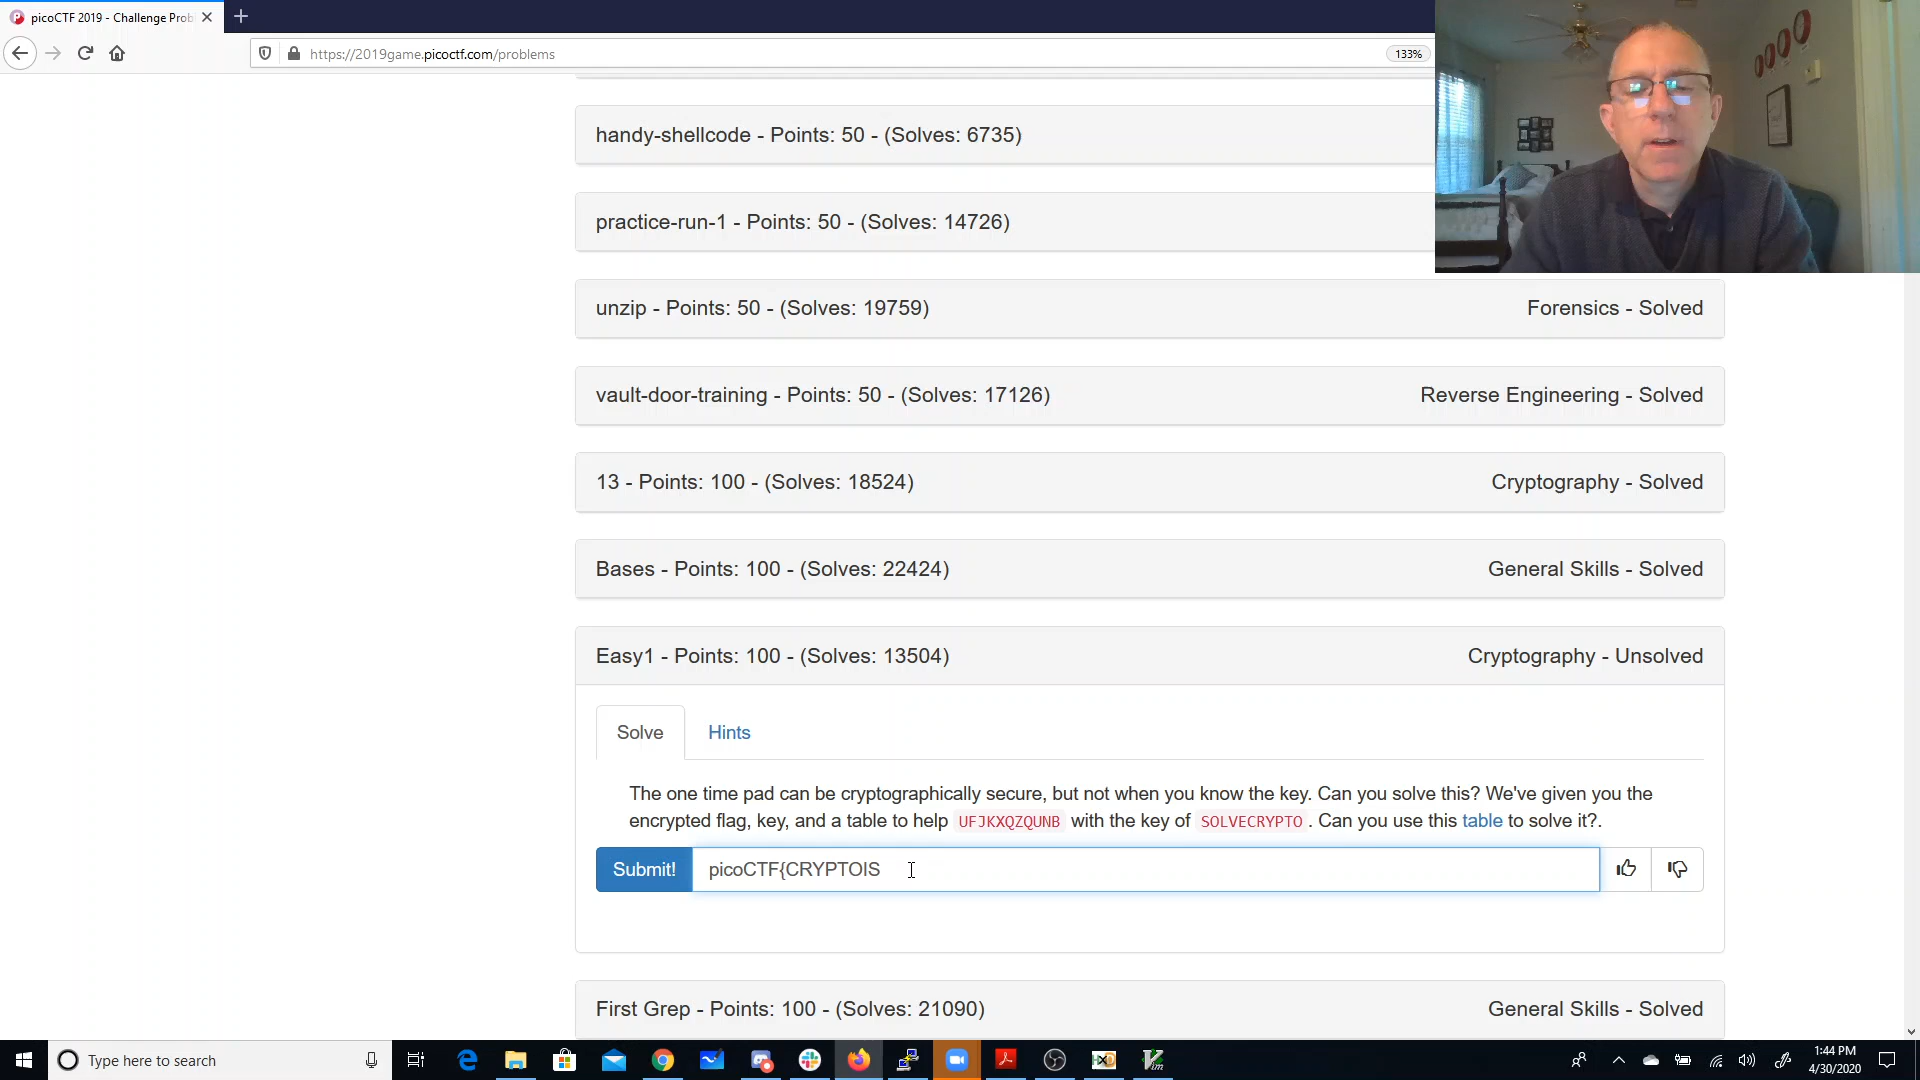 picoCTF 2019 - Challenge Prob
https://2019game.picoctf.com/problems
133%
handy-shellcode - Points: 50 - (Solves: 6735)
practice-run-1 - Points: 50 - (Solves: 14726)
unzip - Points: 50 - (Solves: 19759)
Forensics - Solved
vault-door-training - Points: 50 - (Solves: 17126)
Reverse Engineering - Solved
13 - Points: 100 - (Solves: 18524)
Cryptography - Solved
Bases - Points: 100 - (Solves: 22424)
General Skills - Solved
Easy1 - Points: 100 - (Solves: 13504)
Cryptography - Unsolved
Solve
Hints
The one time pad can be cryptographically secure, but not when you know the key. Can you solve this? We've given you the
encrypted flag, key, and a table to help UFJKXQZQUNB with the key of SOLVECRYPTO . Can you use this table to solve it?.
Submit!
picoCTF{CRYPTOIS
First Grep - Points: 100 - (Solves: 21090)
General Skills - Solved
Type here to search
1:44 PM
4/30/2020